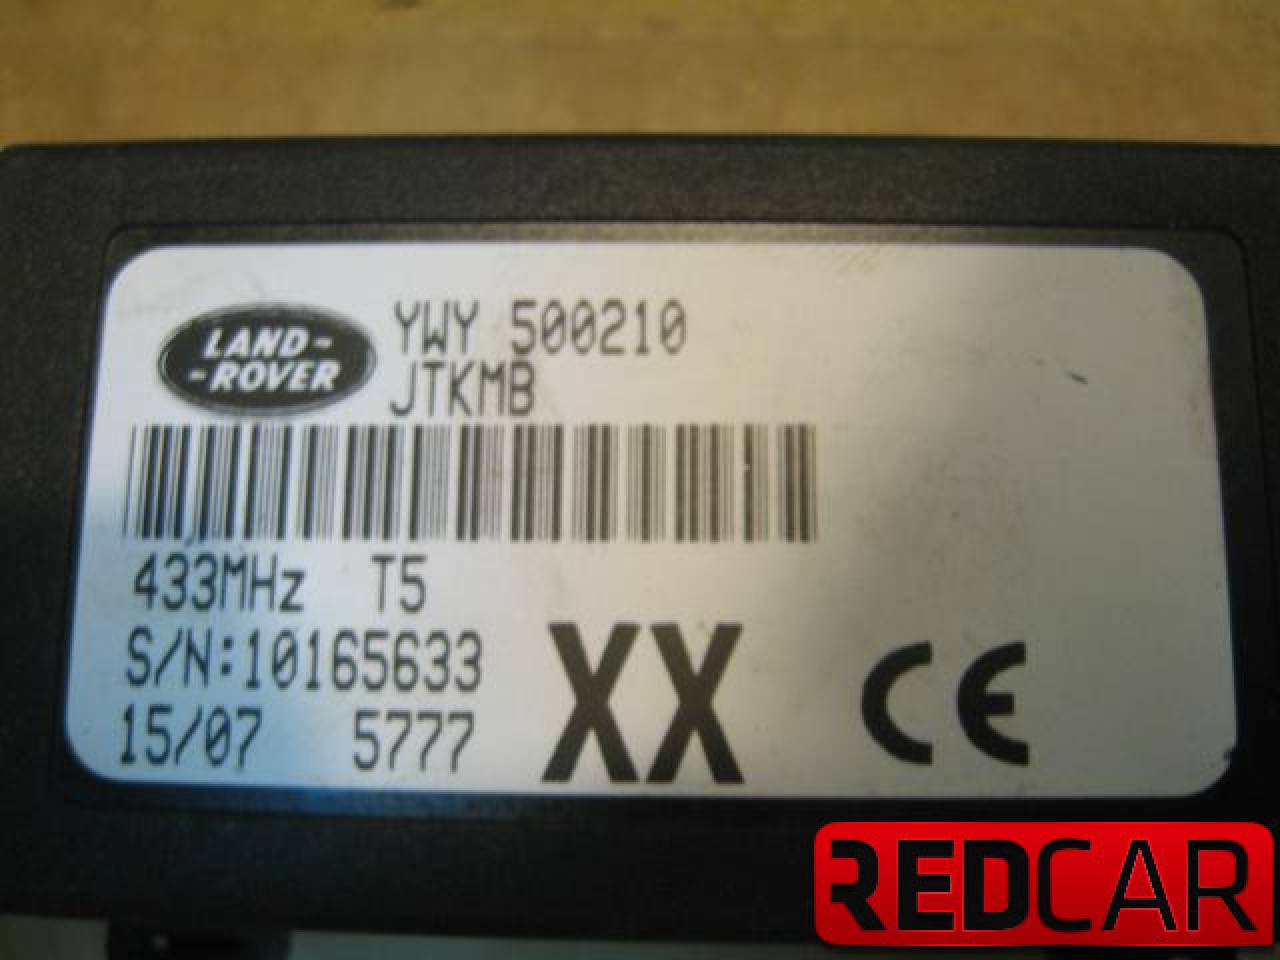 LAND-
-ROVER
YWY 500210
JTKMB
433MHz T5
S/N:10165633
15/07 5777
XX
CE
REDCAR